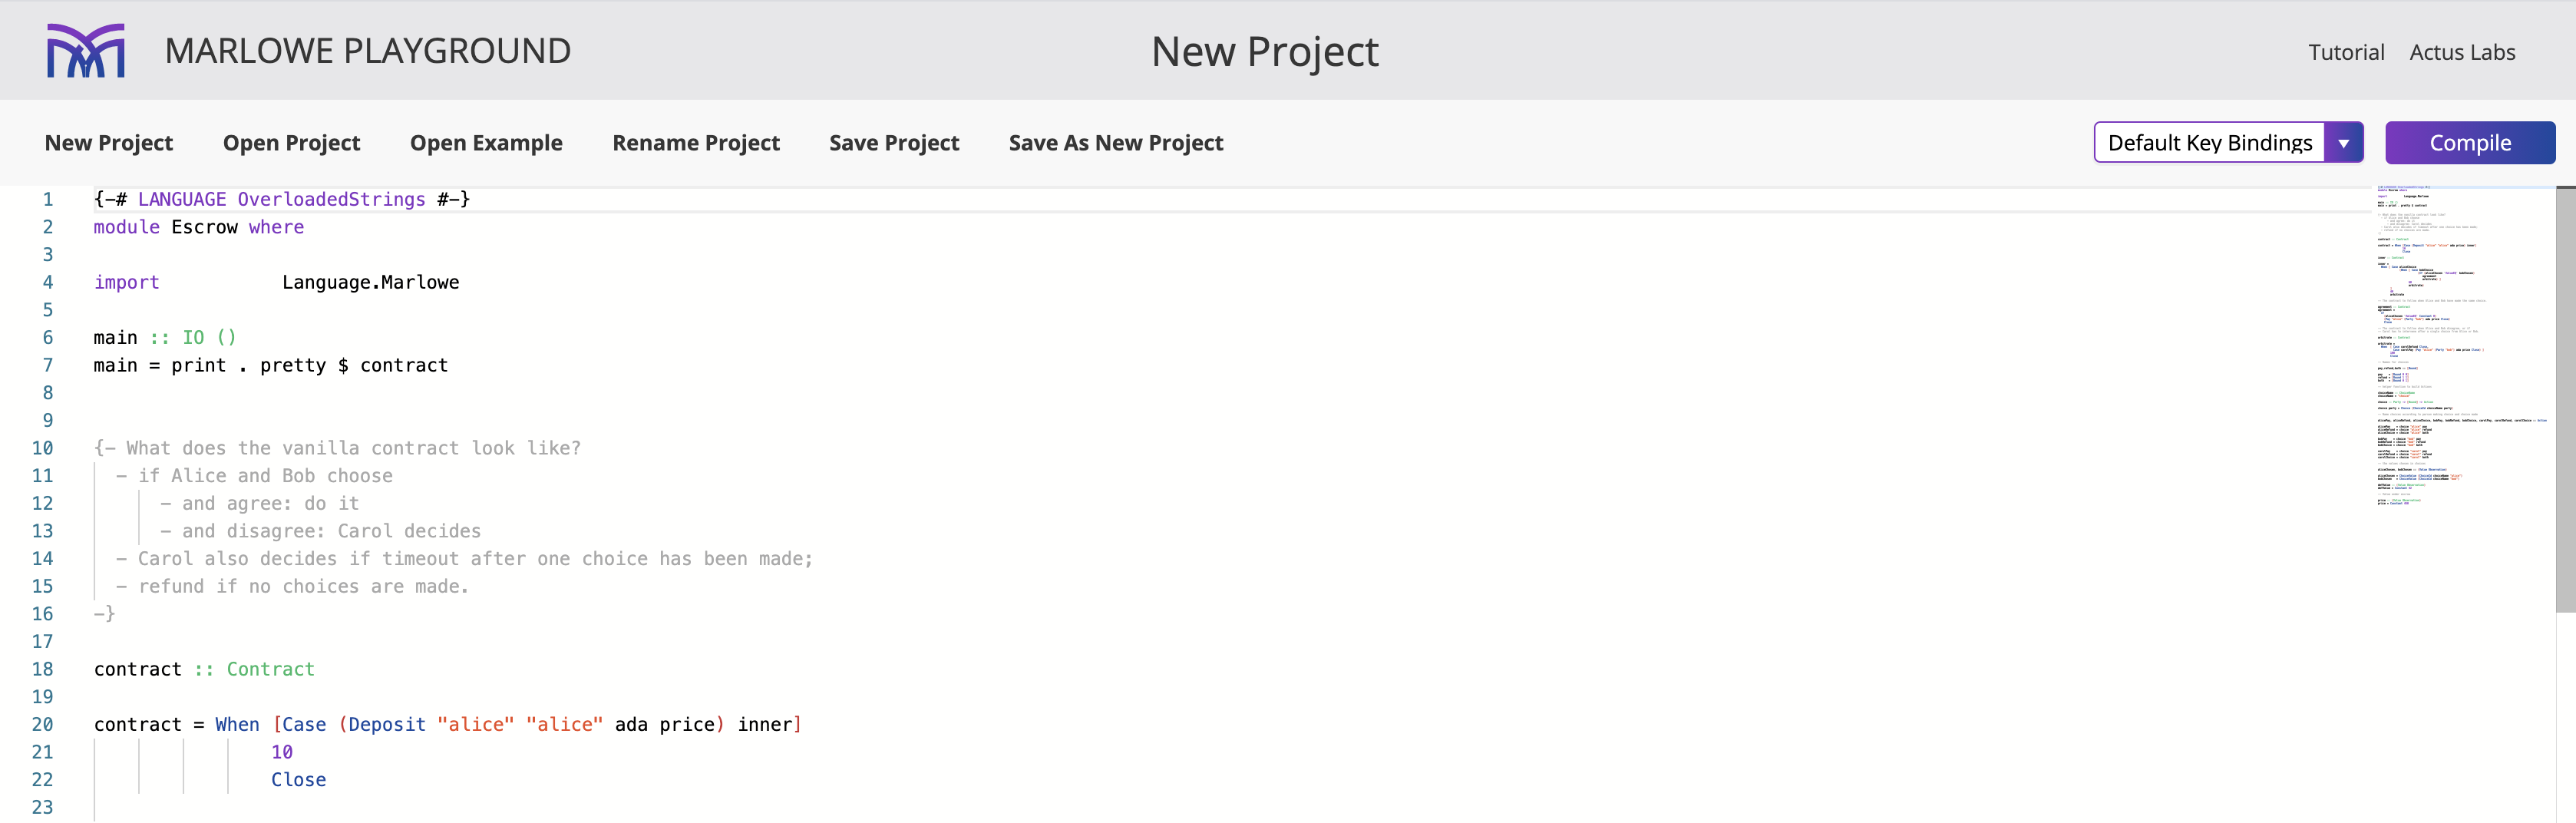 MARLOWE PLAYGROUND New Project Tutorial Actus Labs
New Project Open Project Open Example Rename Project Save Project Save As New Project Default Key Bindings Compile
1 {-# LANGUAGE OverloadedStrings #-}
2 module Escrow where
3
4 import Language.Marlowe
5
6 main :: IO ()
7 main = print . pretty $ contract
8
9
10 {- What does the vanilla contract look like?
11 - if Alice and Bob choose
12 - and agree: do it
13 - and disagree: Carol decides
14 - Carol also decides if timeout after one choice has been made;
15 - refund if no choices are made.
16 -}
17
18 contract :: Contract
19
20 contract = When [Case (Deposit "alice" "alice" ada price) inner]
21 10
22 Close
23